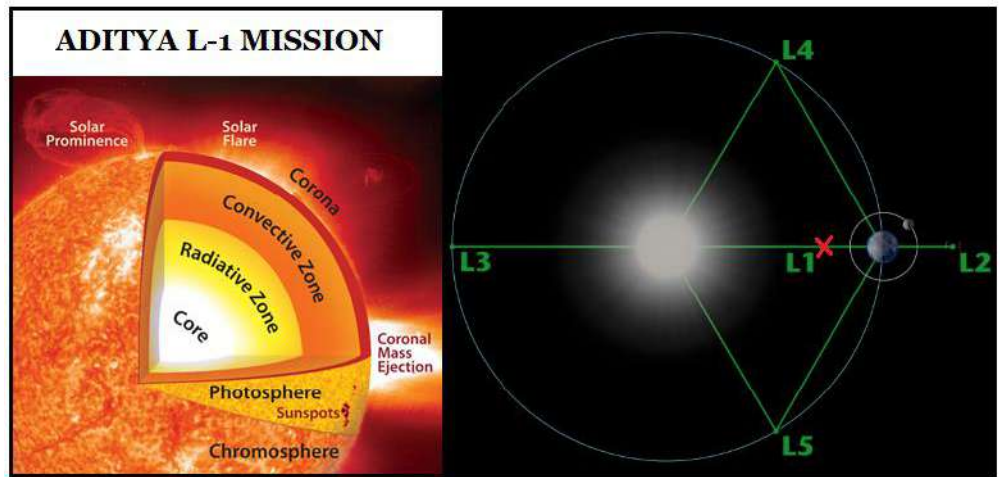 ADITYA L-1 MISSION
Solar
Prominence
Solar
Flare
Corona
Convective Zone
Radiative Zone
Core
Coronal
Mass
Ejection
Photosphere
Sunspots
Chromosphere
L4
L3
L1
L2
L5